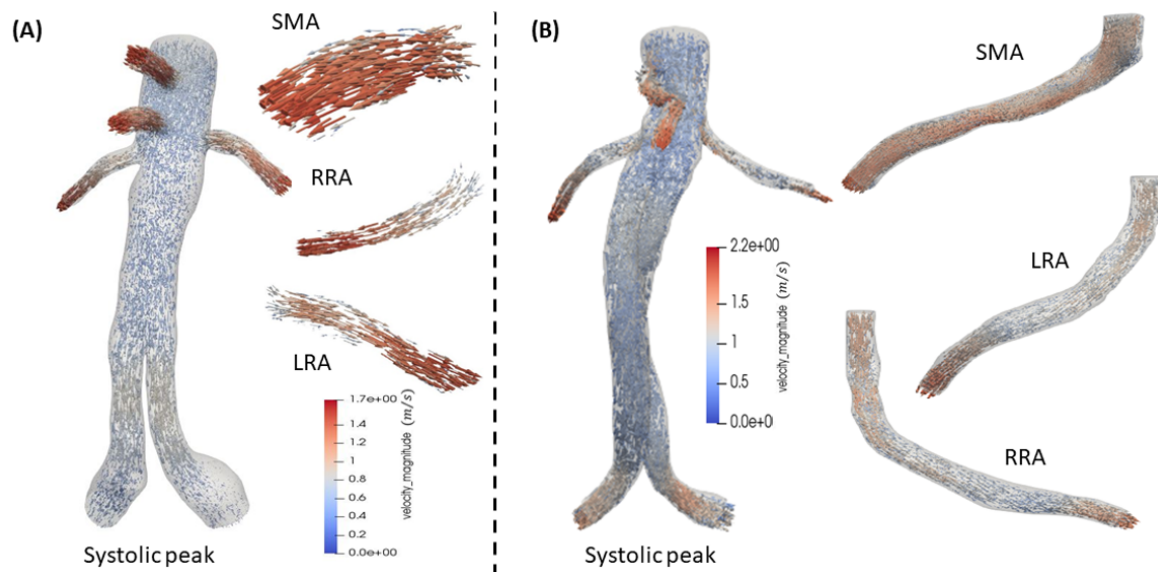 (A)
SMA
RRA
LRA
1.7e+00
1.4
1.2
1
0.8
0.6
0.4
0.2
0.0e+00
velocity_magnitude (m/s)
Systolic peak
(B)
SMA
LRA
RRA
2.2e+00
1.5
1
0.5
0.0e+0
velocity_magnitude (m/s)
Systolic peak